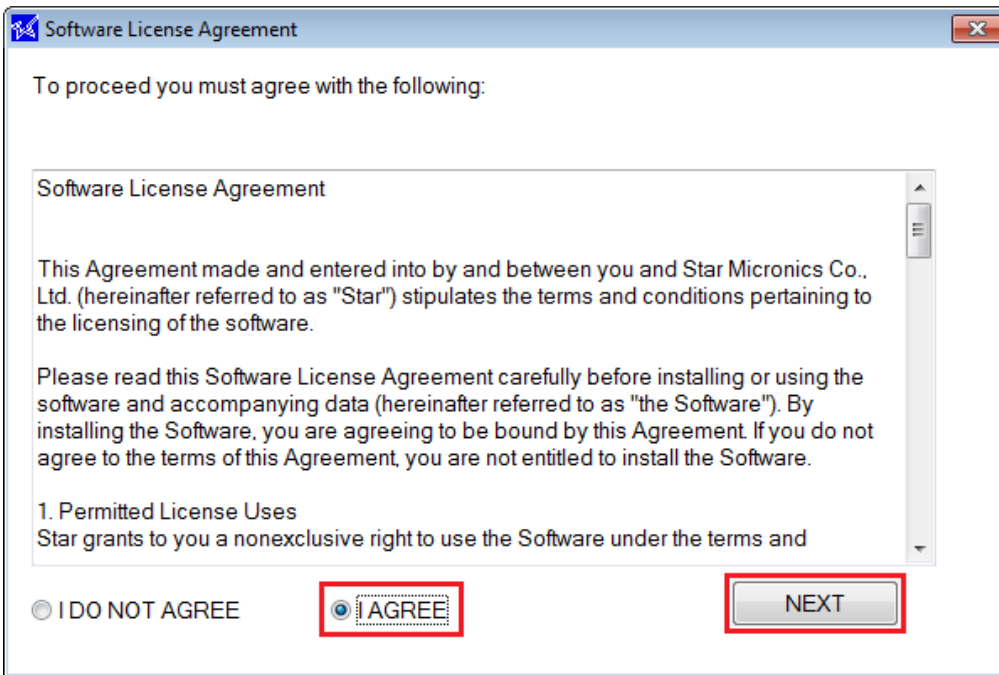 Software License Agreement
To proceed you must agree with the following:
Software License Agreement
This Agreement made and entered into by and between you and Star Micronics Co.,
Ltd. (hereinafter referred to as "Star") stipulates the terms and conditions pertaining to
the licensing of the software.
Please read this Software License Agreement carefully before installing or using the
software and accompanying data (hereinafter referred to as "the Software"). By
installing the Software, you are agreeing to be bound by this Agreement. If you do not
agree to the terms of this Agreement, you are not entitled to install the Software.
1. Permitted License Uses
Star grants to you a nonexclusive right to use the Software under the terms and
I DO NOT AGREE I AGREE NEXT